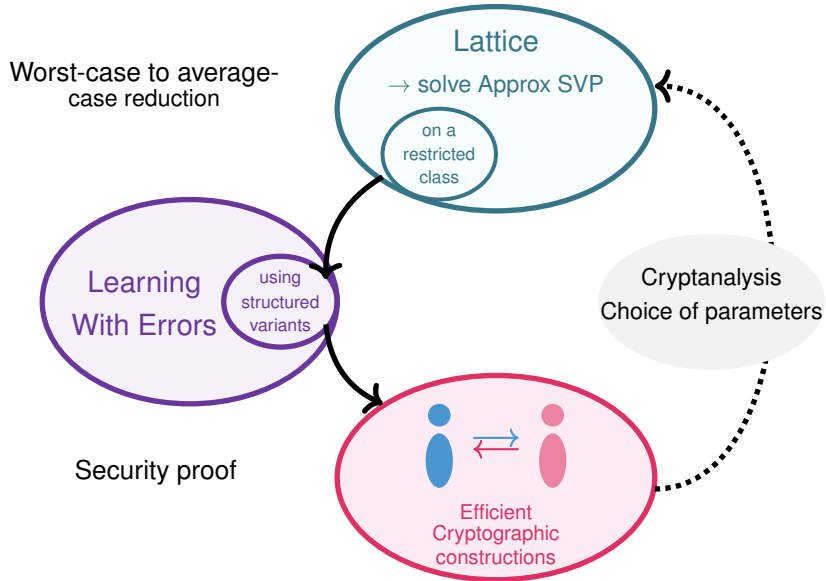 Lattice
→ solve Approx SVP
on a
restricted
class
Worst-case to average-
case reduction
Learning
With Errors
using
structured
variants
Cryptanalysis
Choice of parameters
Security proof
Efficient
Cryptographic
constructions